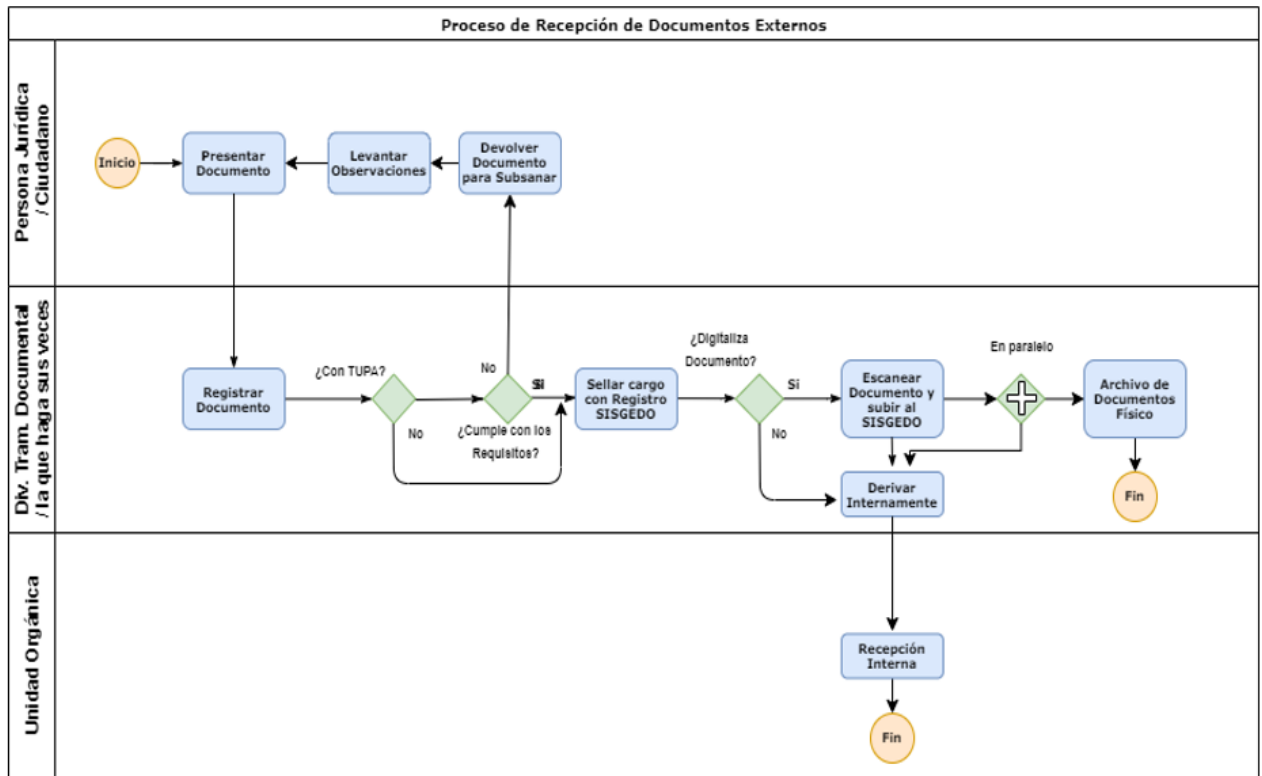 Proceso de Recepción de Documentos Externos
Persona Jurídica
/ Ciudadano
Inicio
Presentar
Documento
Levantar
Observaciones
Devolver
Documento
para Subsanar
Div. Tram. Documental
/ la que haga sus veces
Registrar
Documento
¿Con TUPA?
No
No
Si
¿Cumple con los
Requisitos?
Sellar cargo
con Registro
SISGEDO
¿Digitaliza
Documento?
Si
No
Escanear
Documento y
subir al
SISGEDO
En paralelo
Archivo de
Documentos
Físico
Fin
Derivar
Internamente
Unidad Orgánica
Recepción
Interna
Fin